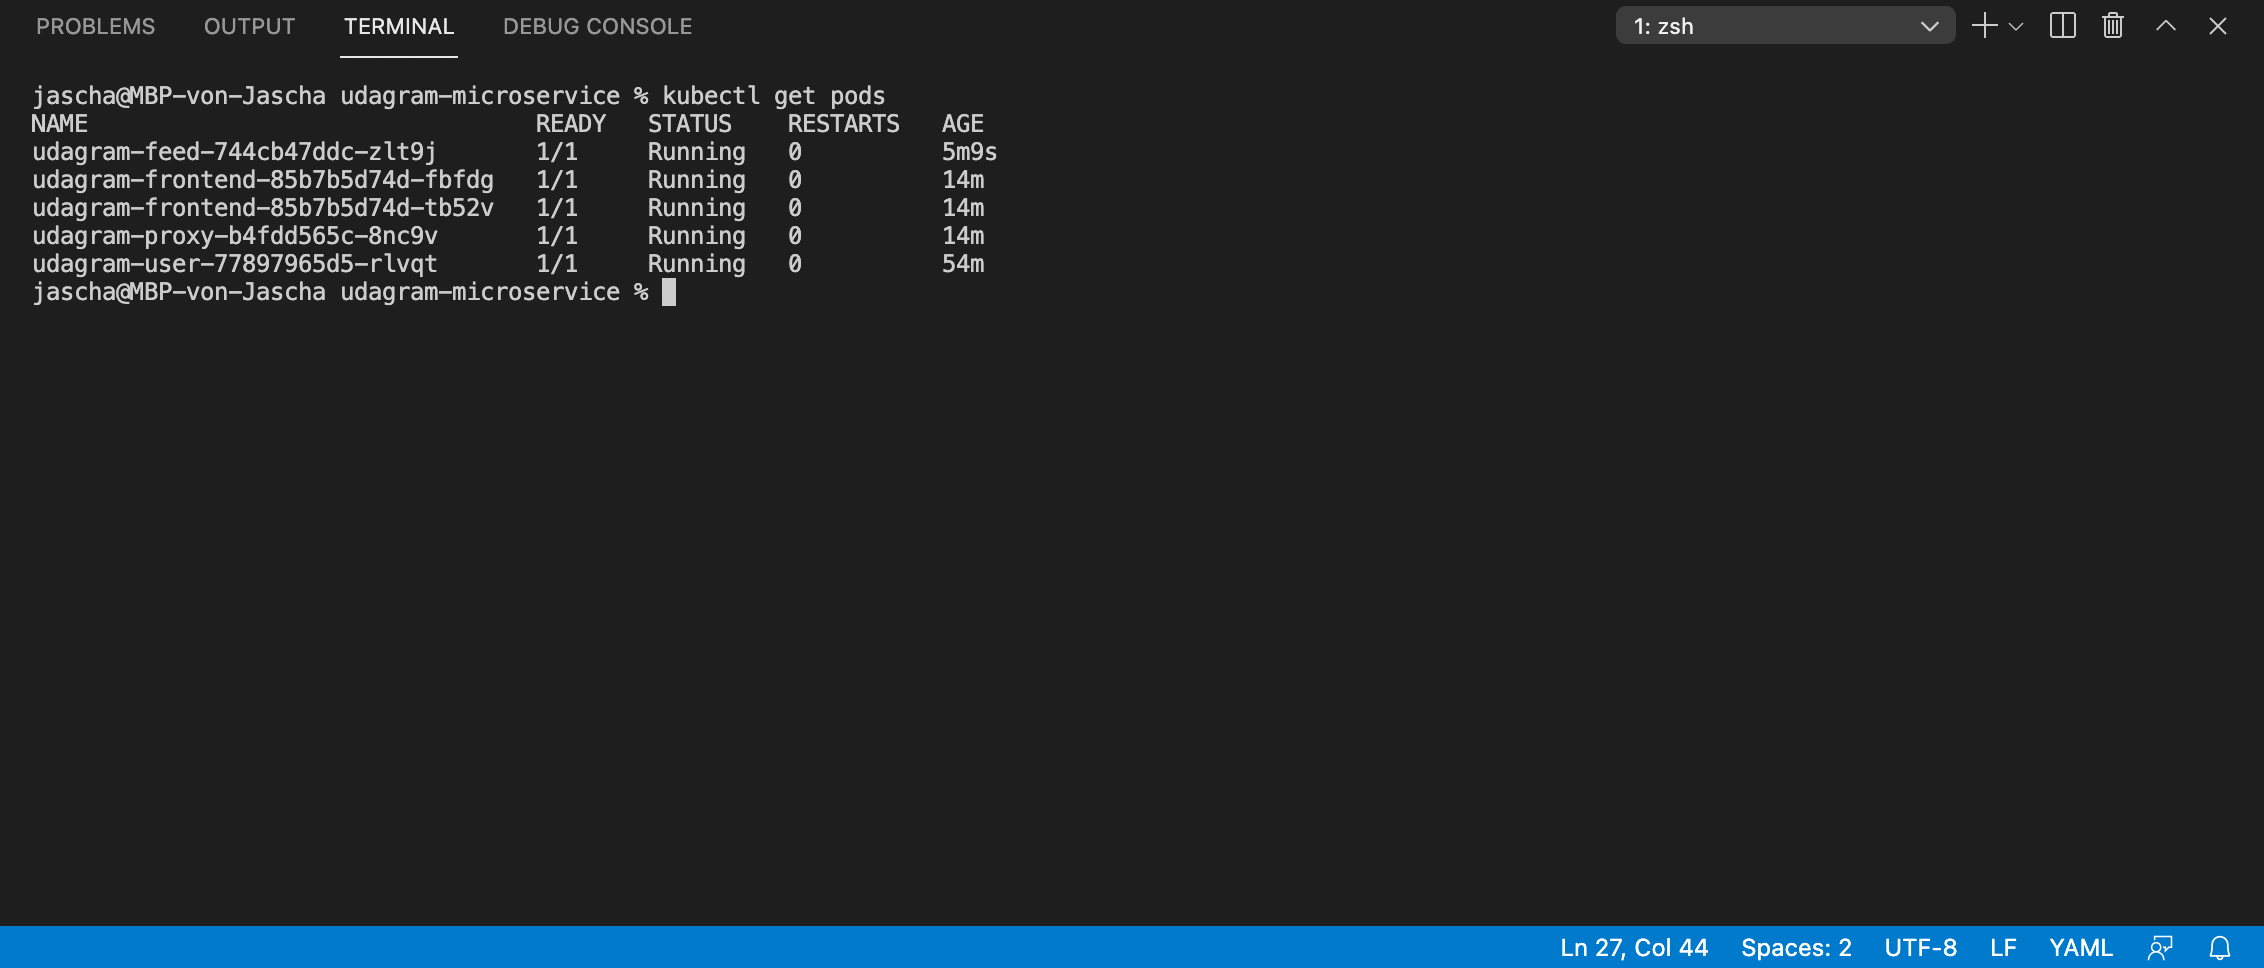 PROBLEMS OUTPUT TERMINAL DEBUG CONSOLE 1: zsh
jascha@MBP-von-Jascha udagram-microservice % kubectl get pods
NAME READY STATUS RESTARTS AGE
udagram-feed-744cb47ddc-zlt9j 1/1 Running 0 5m9s
udagram-frontend-85b7b5d74d-fbfdg 1/1 Running 0 14m
udagram-frontend-85b7b5d74d-tb52v 1/1 Running 0 14m
udagram-proxy-b4fdd565c-8nc9v 1/1 Running 0 14m
udagram-user-77897965d5-rlvqt 1/1 Running 0 54m
jascha@MBP-von-Jascha udagram-microservice %
Ln 27, Col 44 Spaces: 2 UTF-8 LF YAML